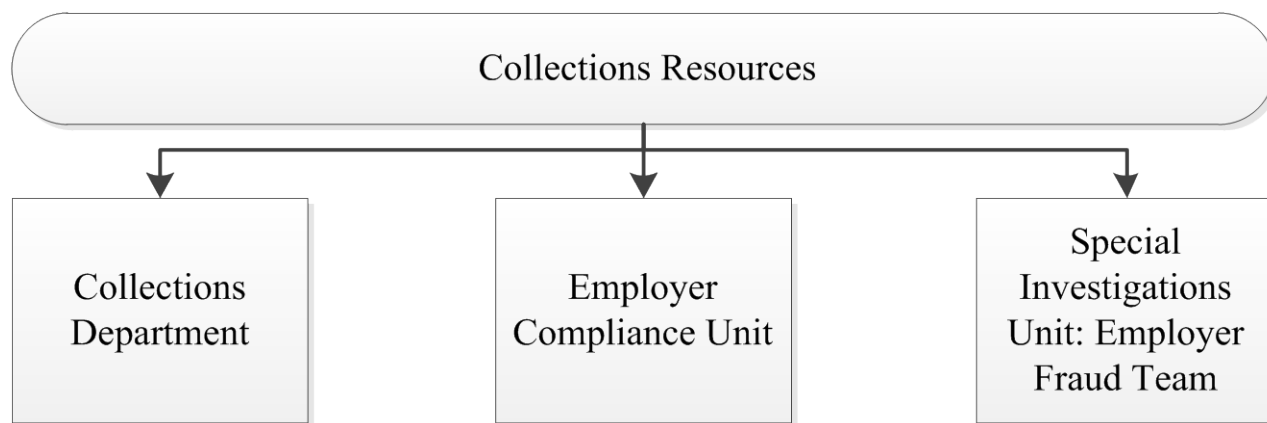 Collections Resources
Collections
Department
Employer
Compliance Unit
Special
Investigations
Unit: Employer
Fraud Team